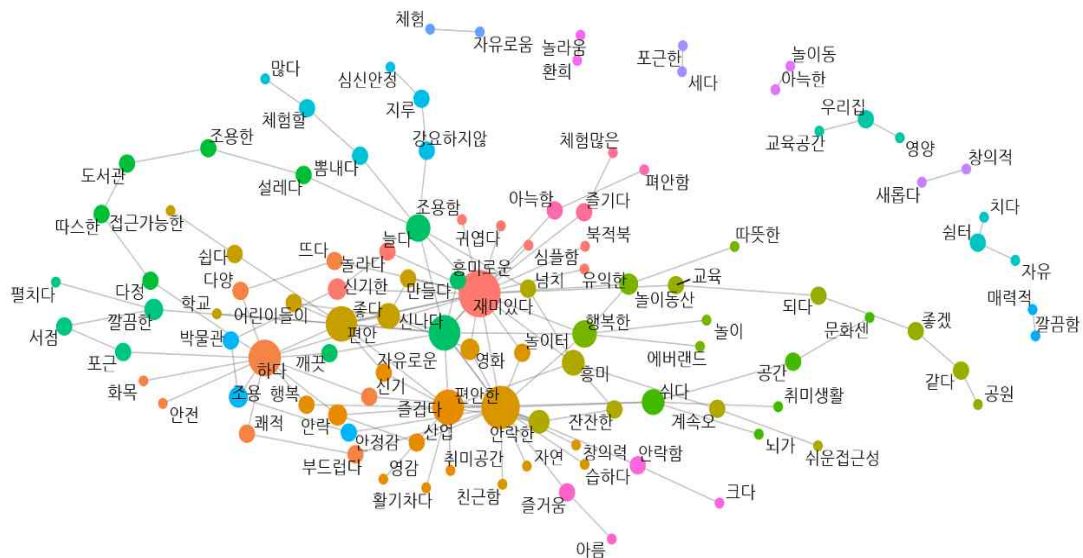 체험
자유로움
놀라움
환희
포근한
세다
놀이동
아늑한
많다
심신안정
지루
체험할
강요하지않
뽐내다
조용한
도서관
설레다
따스한
접근가능한
조용함
체험많은
펴안함
아늑함
즐기다
우리집
교육공간
영양
창의적
새롭다
치다
쉼터
자유
매력적
깔끔함
귀엽다
북적북
심플함
따뜻한
쉽다
뜨다
놀라다
늘다
흥미로운
넘치
유의한
교육
놀이동산
다양
신기한
만들다
재미있다
다정
펼치다
깔끔한
학교
어린이들이
좋다
편안
신나다
놀이터
행복한
놀이
에버랜드
되다
문화센
좋겠
서점
포근
박물관
하다
깨끗
자유로운
영화
흥미
공간
같다
공원
화목
안전
조용
행복
신기
즐겁다
편안한
안락한
잔잔한
쉬다
계속오
취미생활
뇌가
쉬운접근성
쾌적
안락
안정감
산업
부드럽다
영감
취미공간
자연
창의력
습하다
안락함
활기차다
친근함
즐거움
크다
아름